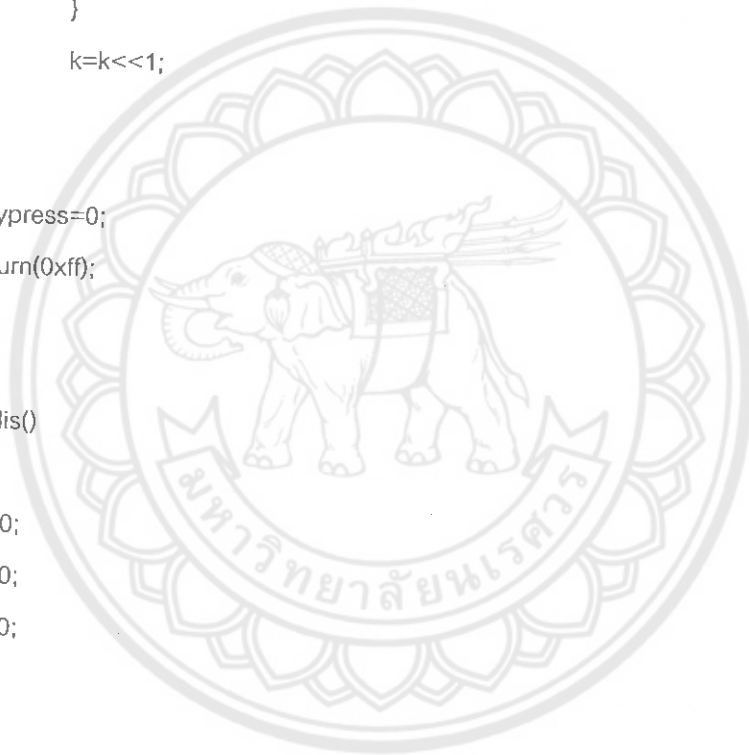 }
k=k<<1;
ypress=0;
urn(0xff);
lis()
0;
0;
0;
มหาวิทยาลัยนเรศวร